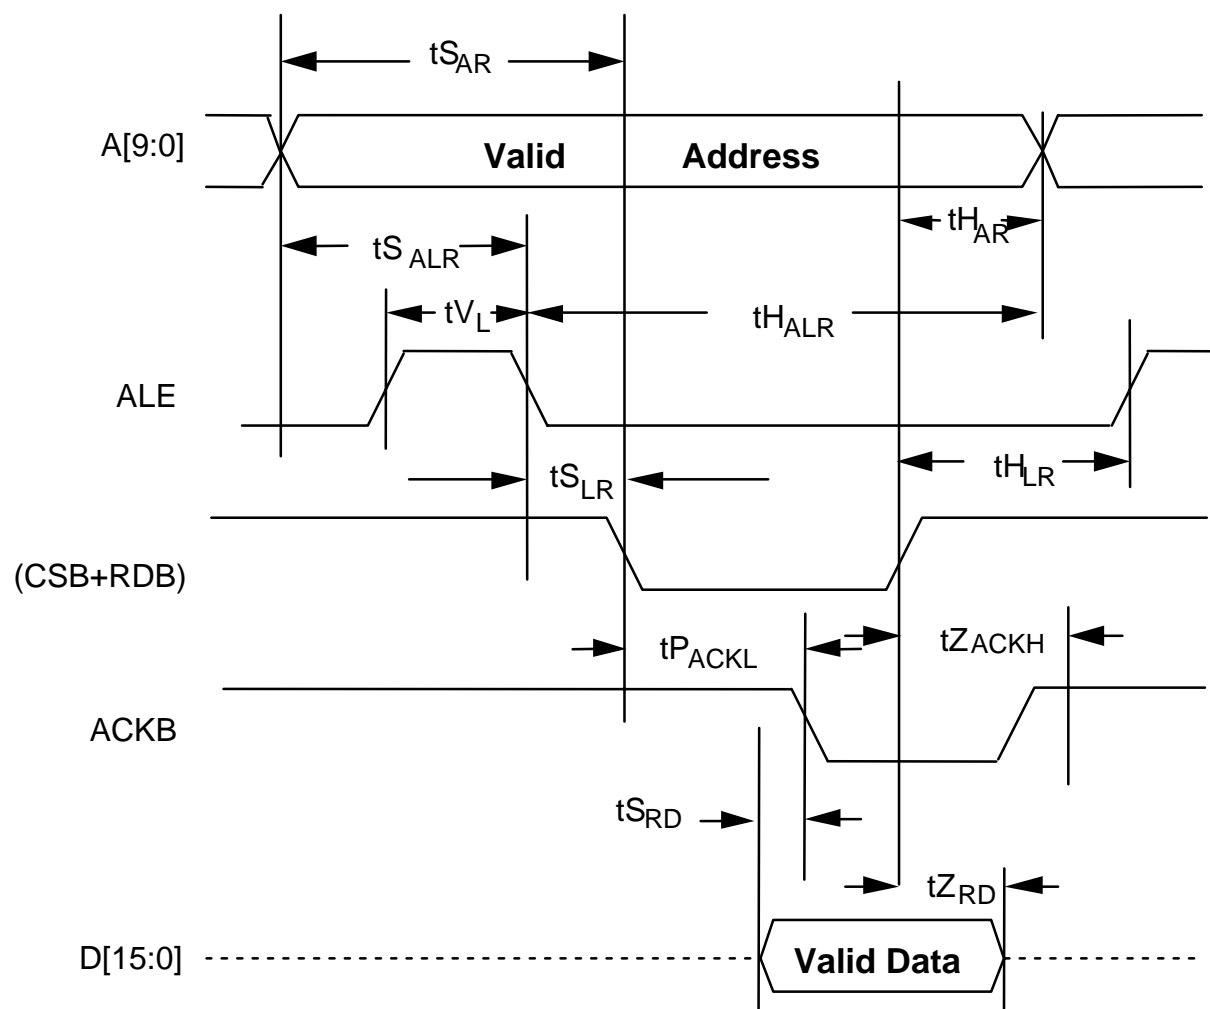 tSAR
A[9:0]
Valid Address
tHAR
tSALR
tVL
tHALR
ALE
tSLR
tHLR
(CSB+RDB)
tPACKL
tZACKH
ACKB
tSRD
tZRD
D[15:0]
Valid Data